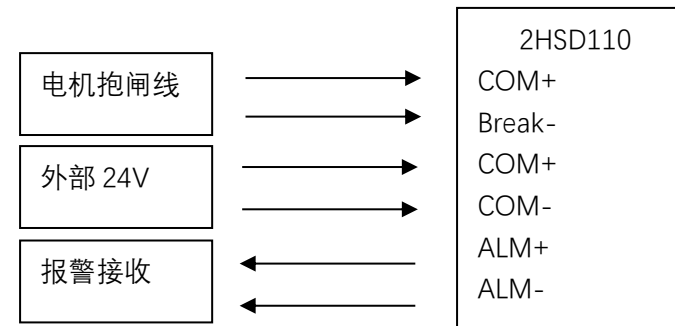 2HSD110
电机抱闸线
COM+
Break-
外部 24V
COM+
COM-
报警接收
ALM+
ALM-